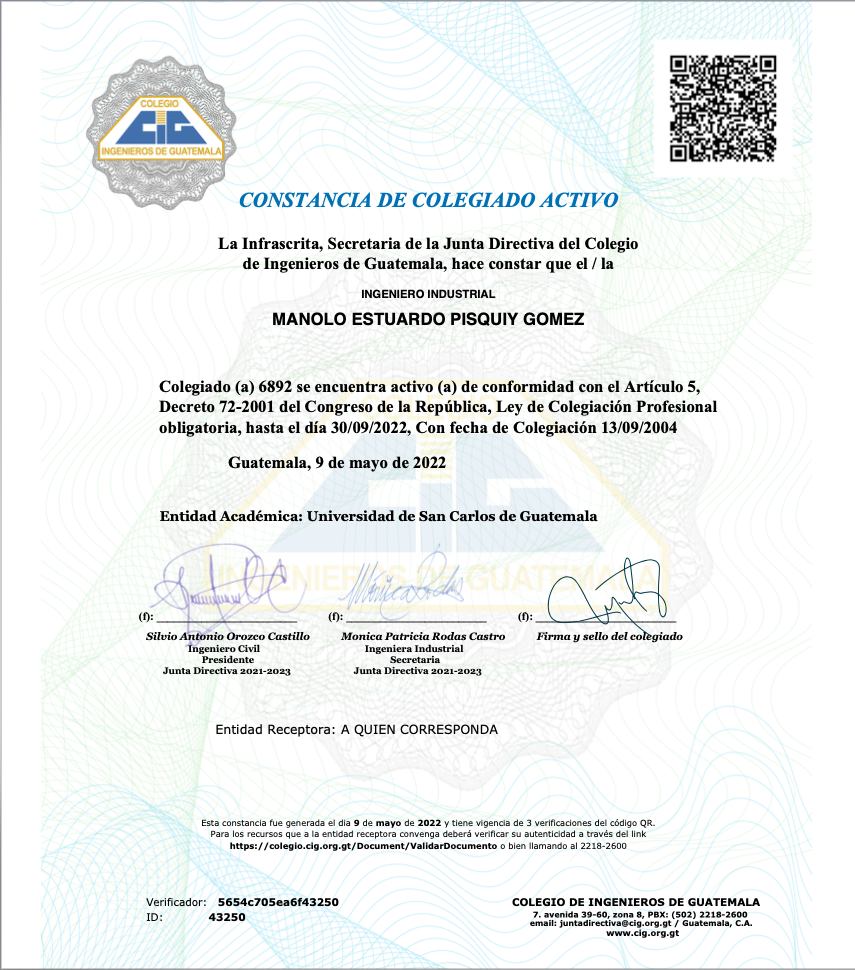 COLEGIO
CIG
INGENIEROS DE GUATEMALA
CONSTANCIA DE COLEGIADO ACTIVO
La Infrascrita, Secretaria de la Junta Directiva del Colegio
de Ingenieros de Guatemala, hace constar que el / la
INGENIERO INDUSTRIAL
MANOLO ESTUARDO PISQUIY GOMEZ
Colegiado (a) 6892 se encuentra activo (a) de conformidad con el Artículo 5,
Decreto 72-2001 del Congreso de la República, Ley de Colegiación Profesional
obligatoria, hasta el día 30/09/2022, Con fecha de Colegiación 13/09/2004
Guatemala, 9 de mayo de 2022
Entidad Académica: Universidad de San Carlos de Guatemala
CIG
INGENIEROS DE GUATEMALA
(f): (f): (f):
Silvio Antonio Orozco Castillo Monica Patricia Rodas Castro Firma y sello del colegiado
Ingeniero Civil Ingeniera Industrial
Presidente Secretaria
Junta Directiva 2021-2023 Junta Directiva 2021-2023
Entidad Receptora: A QUIEN CORRESPONDA
Esta constancia fue generada el dia 9 de mayo de 2022 y tiene vigencia de 3 verificaciones del código QR.
Para los recursos que a la entidad receptora convenga deberá verificar su autenticidad a través del link
https://colegio.cig.org.gt/Document/ValidarDocumento o bien llamando al 2218-2600
Verificador: 5654c705ea6f43250
ID: 43250
COLEGIO DE INGENIEROS DE GUATEMALA
7. avenida 39-60, zona 8, PBX: (502) 2218-2600
email: juntadirectiva@cig.org.gt / Guatemala, C.A.
www.cig.org.gt